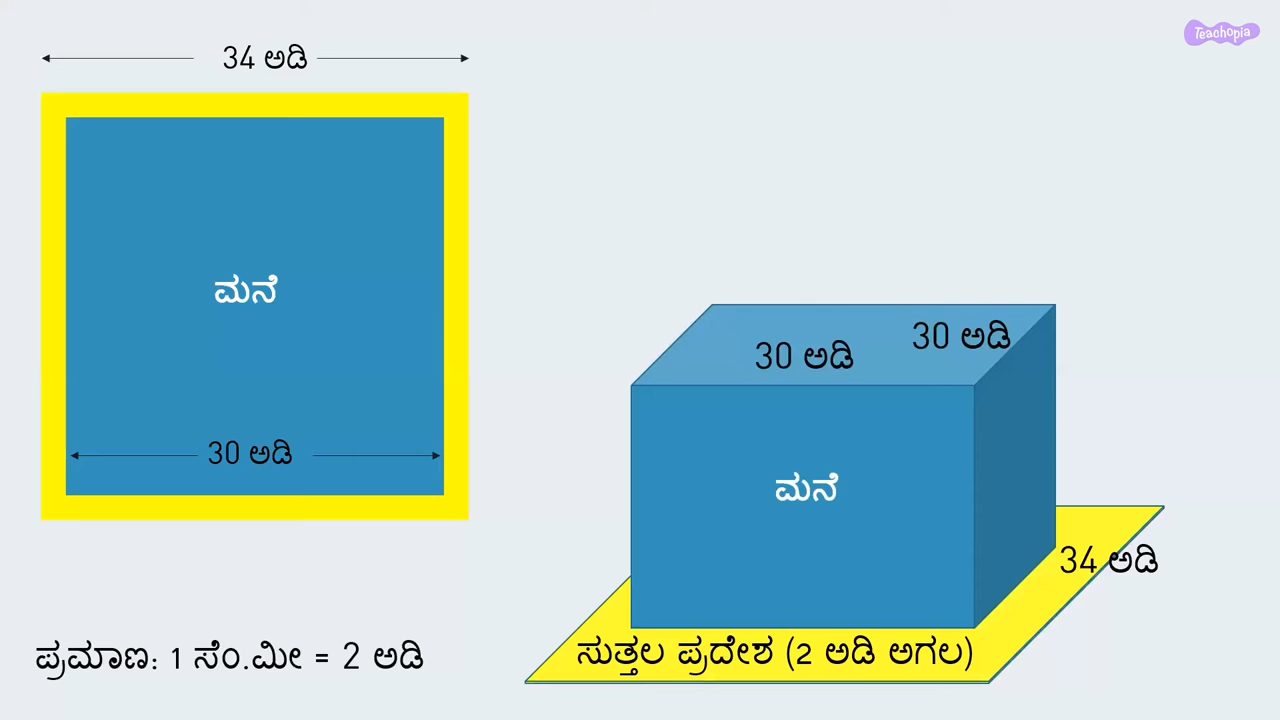 34 ಅಡಿ
ಮನೆ
30 ಅಡಿ
ಪ್ರಮಾಣ: 1 ಸೆಂ.ಮೀ = 2 ಅಡಿ
Teachopia
30 ಅಡಿ
30 ಅಡಿ
ಮನೆ
34 ಅಡಿ
ಸುತ್ತಲ ಪ್ರದೇಶ (2 ಅಡಿ ಅಗಲ)